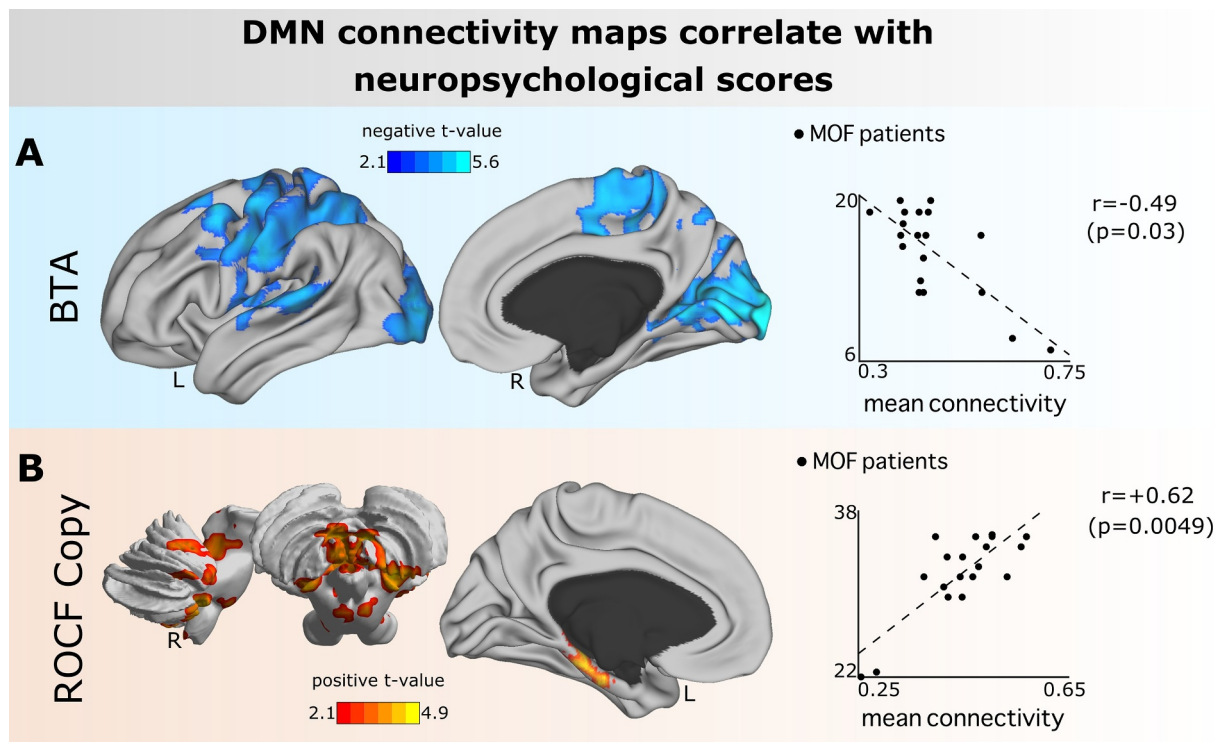 DMN connectivity maps correlate with
neuropsychological scores
A
BTA
negative t-value
2.1 5.6
L
R
MOF patients
20
6
0.3 0.75
mean connectivity
r=-0.49
(p=0.03)
B
ROCF Copy
R
positive t-value
2.1 4.9
L
MOF patients
38
22
0.25 0.65
mean connectivity
r=+0.62
(p=0.0049)